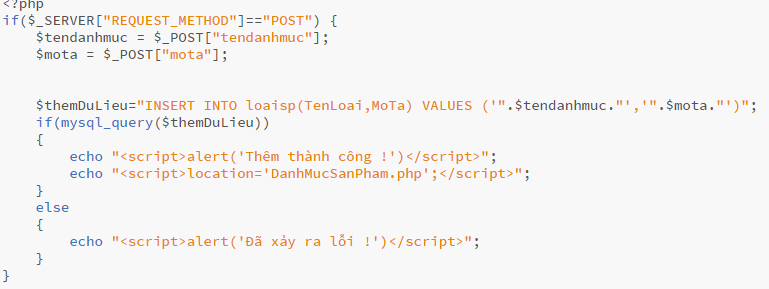 <?php
if($_SERVER["REQUEST_METHOD"]=="POST") {
$tendanhmuc = $_POST["tendanhmuc"];
$mota = $_POST["mota"];
$themDuLieu="INSERT INTO loaisp(TenLoai,MoTa) VALUES ('".$tendanhmuc."','".$mota."')";
if(mysql_query($themDuLieu))
{
echo "<script>alert('Thêm thành công !')</script>";
echo "<script>location='DanhMucSanPham.php';</script>";
}
else
{
echo "<script>alert('Đã xảy ra lỗi !')</script>";
}
}